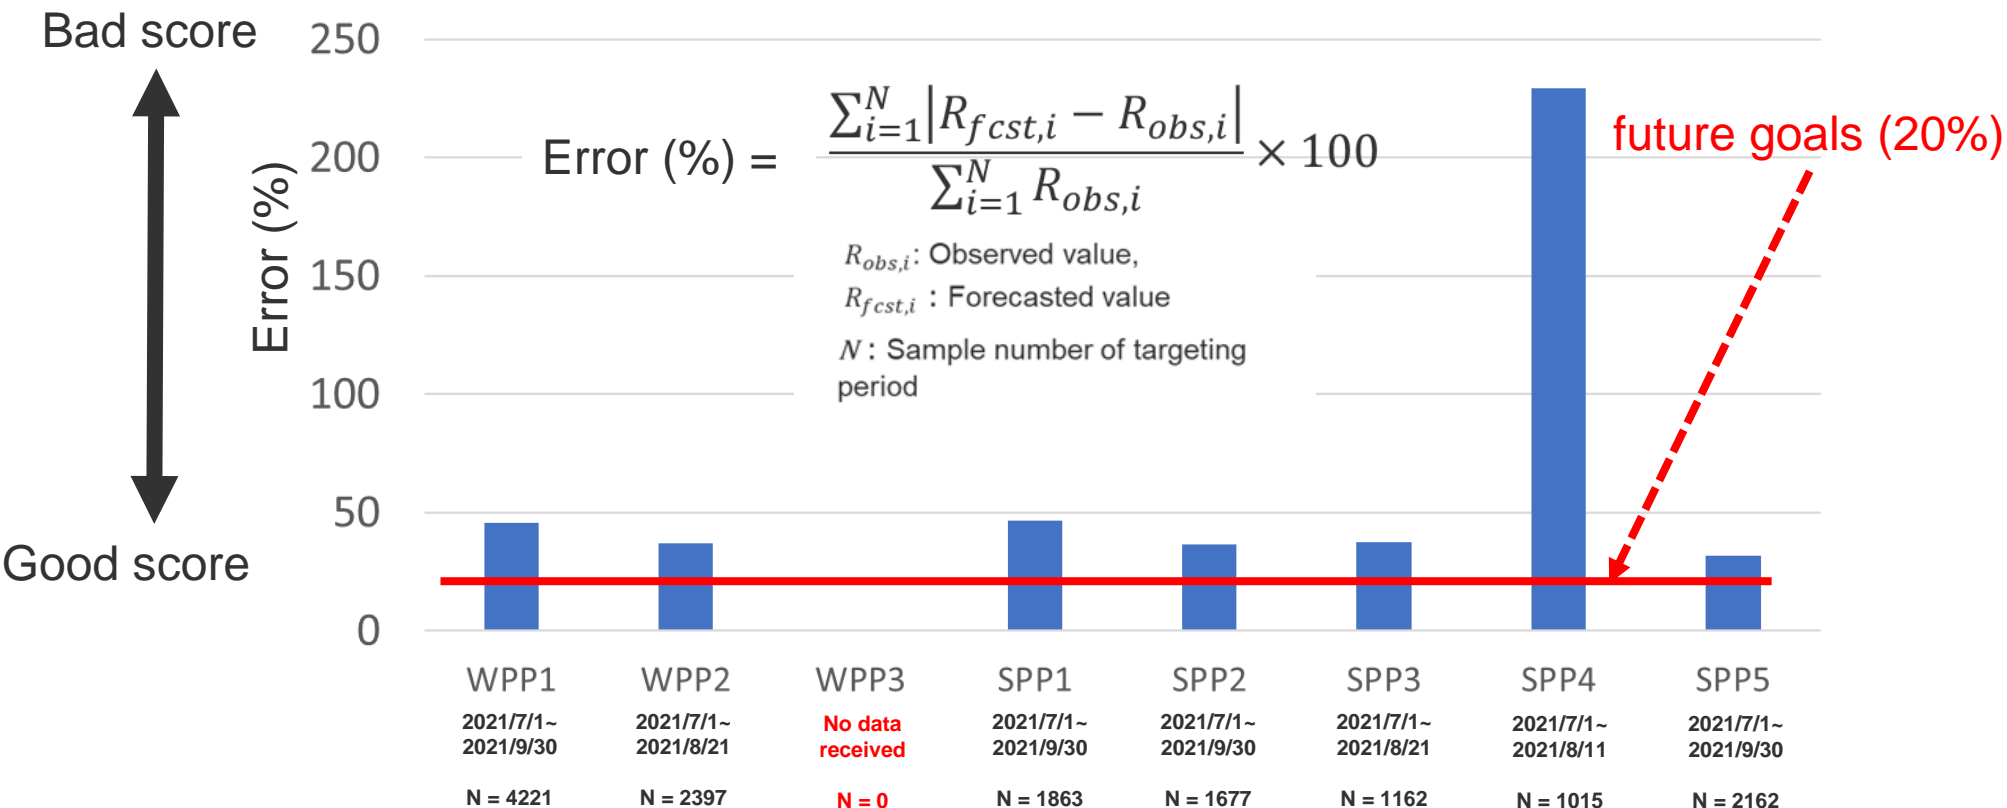 Bad score
Good score
Error (%)
250
200
150
100
50
0
Error (%) = \frac{\sum_{i=1}^{N}|R_{fcst,i} - R_{obs,i}|}{\sum_{i=1}^{N} R_{obs,i}} × 100
R_{obs,i}: Observed value,
R_{fcst,i} : Forecasted value
N : Sample number of targeting
period
future goals (20%)
WPP1 WPP2 WPP3 SPP1 SPP2 SPP3 SPP4 SPP5
2021/7/1~ 2021/7/1~ No data 2021/7/1~ 2021/7/1~ 2021/7/1~ 2021/7/1~ 2021/7/1~
2021/9/30 2021/8/21 received 2021/9/30 2021/9/30 2021/8/21 2021/8/11 2021/9/30
N = 4221 N = 2397 N = 0 N = 1863 N = 1677 N = 1162 N = 1015 N = 2162